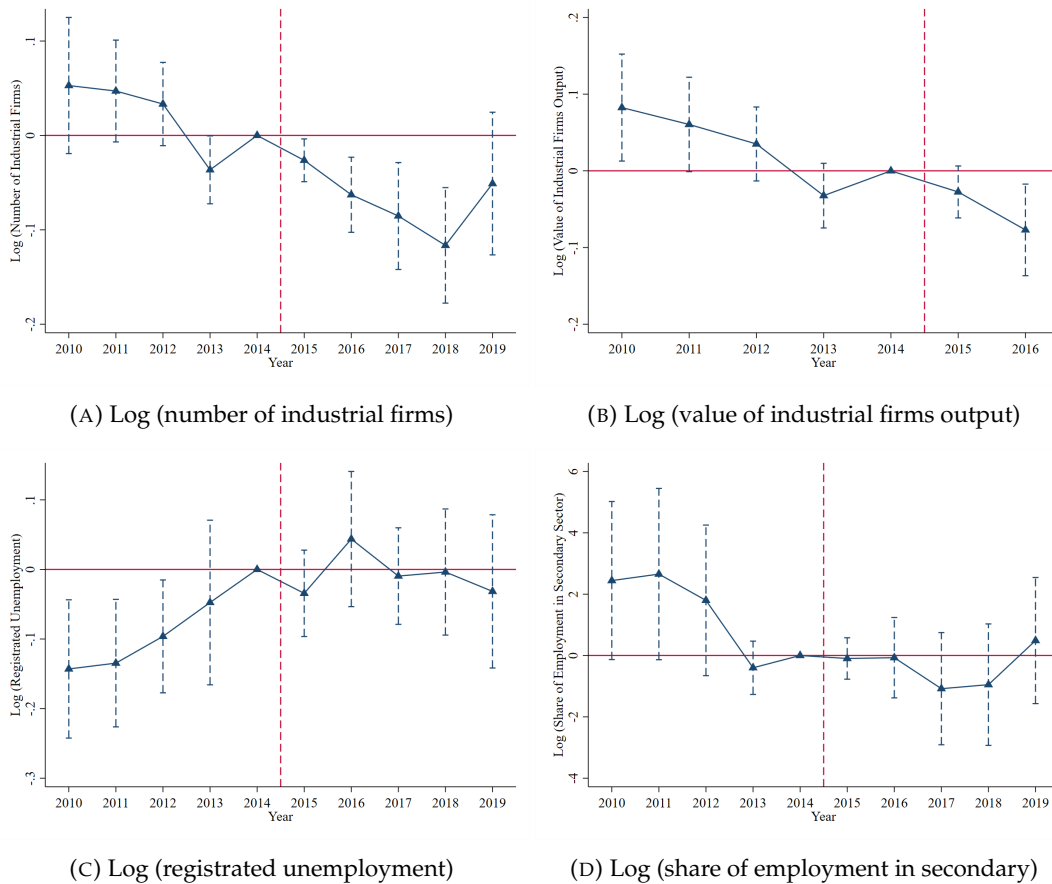 Log (Number of Industrial Firms)
.1
0
-.1
-.2
2010 2011 2012 2013 2014 2015 2016 2017 2018 2019
Year
(A) Log (number of industrial firms)
Log (Value of Industrial Firms Output)
.2
.1
0
-.1
-.2
2010 2011 2012 2013 2014 2015 2016
Year
(B) Log (value of industrial firms output)
Log (Registrated Unemployment)
.1
0
-.1
-.2
-.3
2010 2011 2012 2013 2014 2015 2016 2017 2018 2019
Year
(C) Log (registrated unemployment)
Log (Share of Employment in Secondary Sector)
6
4
2
0
-2
-4
2010 2011 2012 2013 2014 2015 2016 2017 2018 2019
Year
(D) Log (share of employment in secondary)